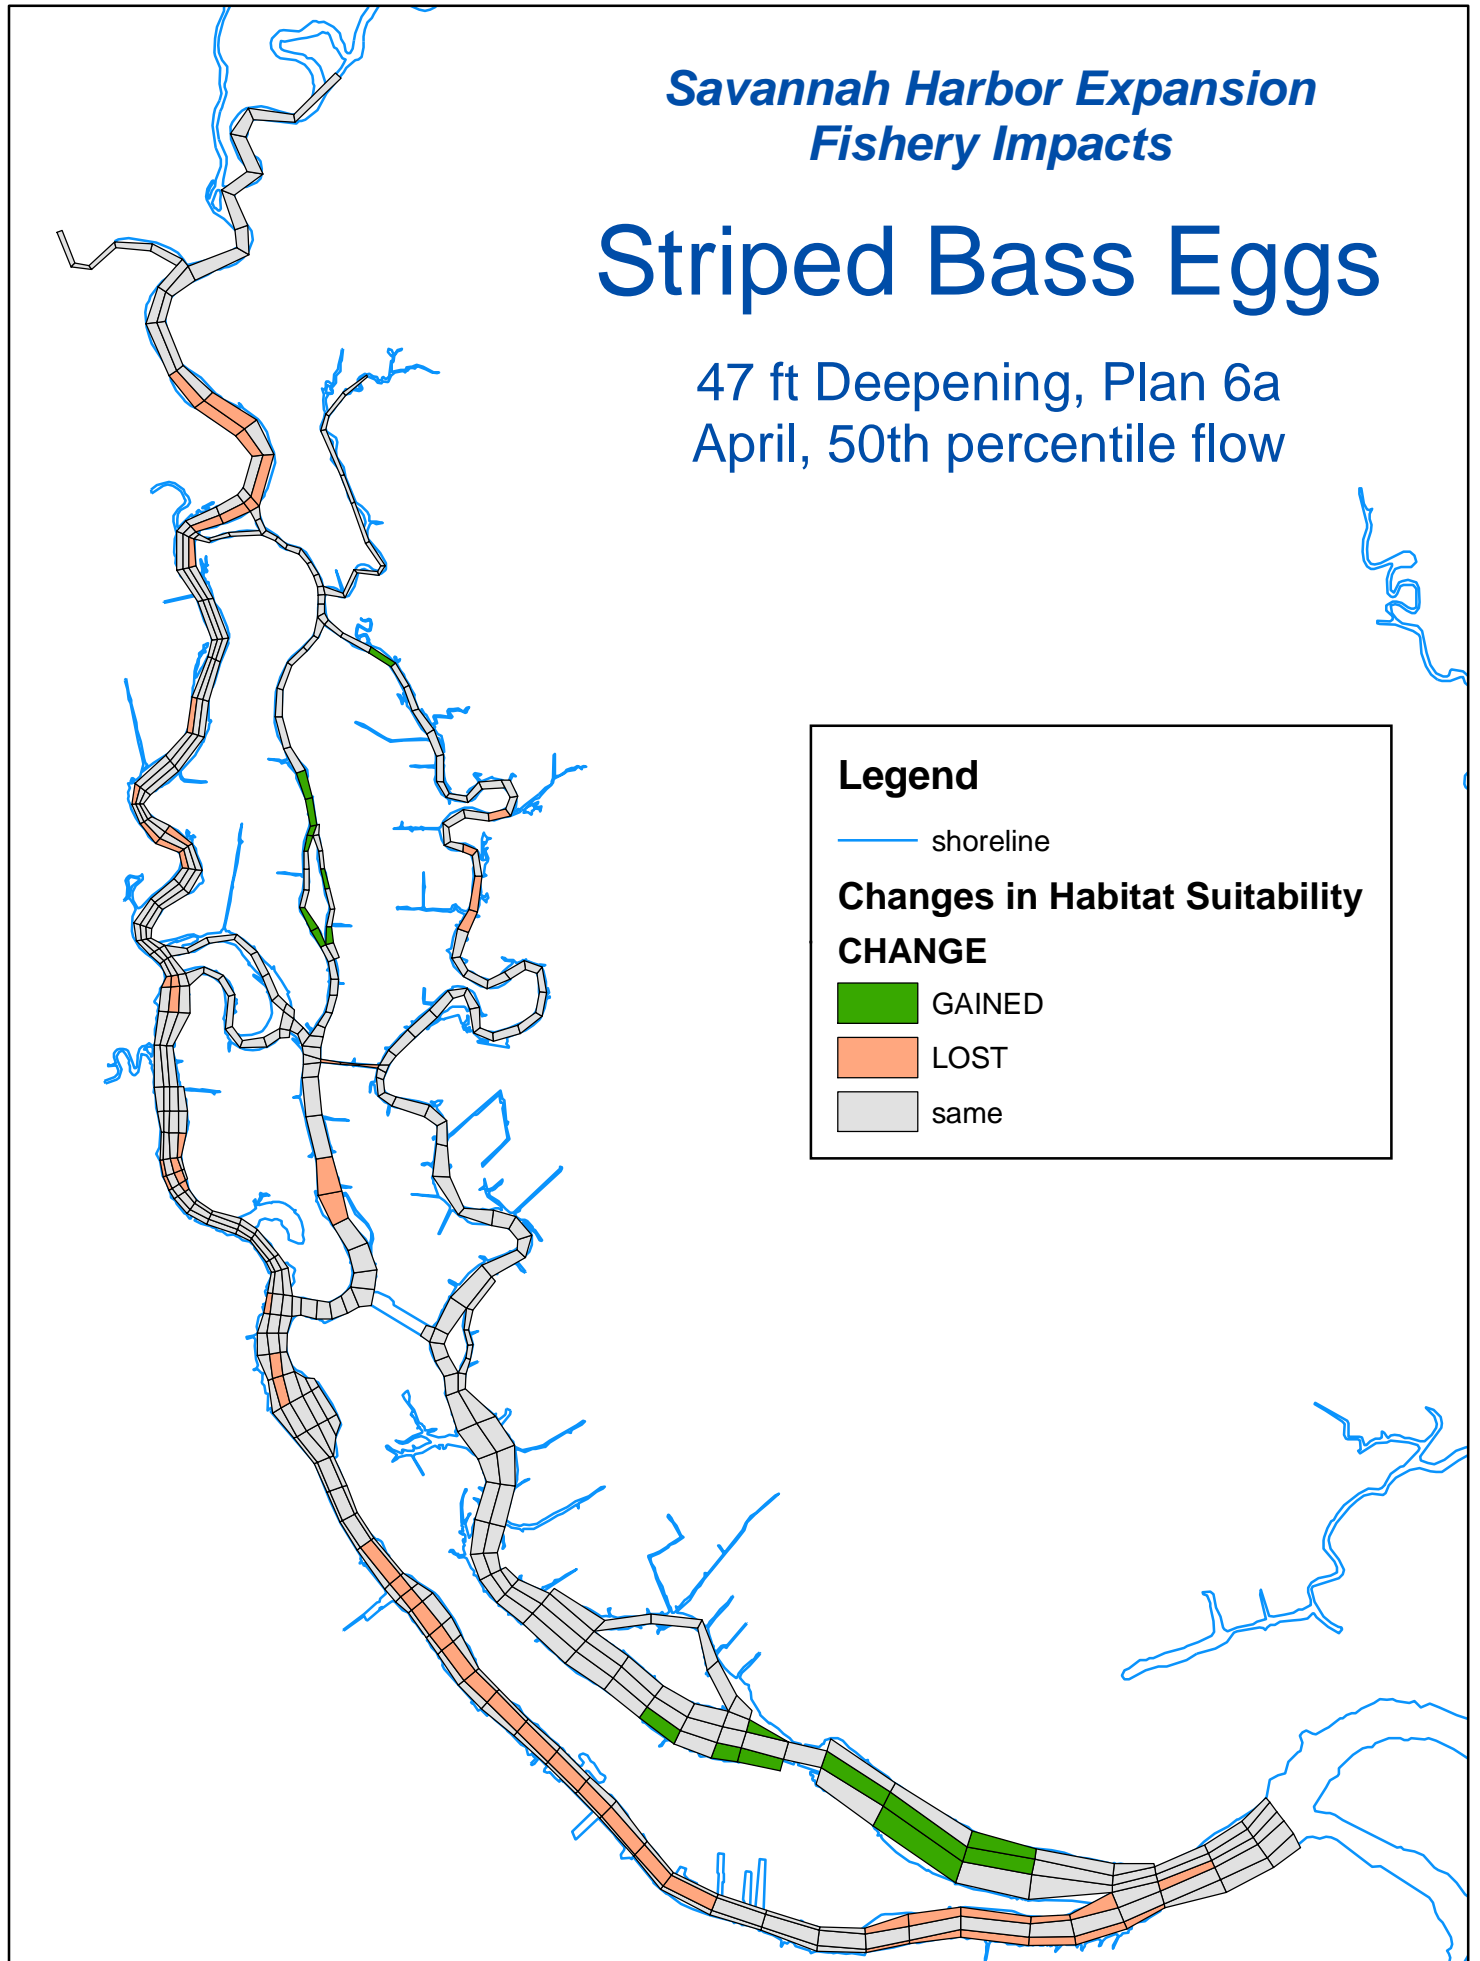 Savannah Harbor Expansion
Fishery Impacts
Striped Bass Eggs
47 ft Deepening, Plan 6a
April, 50th percentile flow
Legend
shoreline
Changes in Habitat Suitability
CHANGE
GAINED
LOST
same